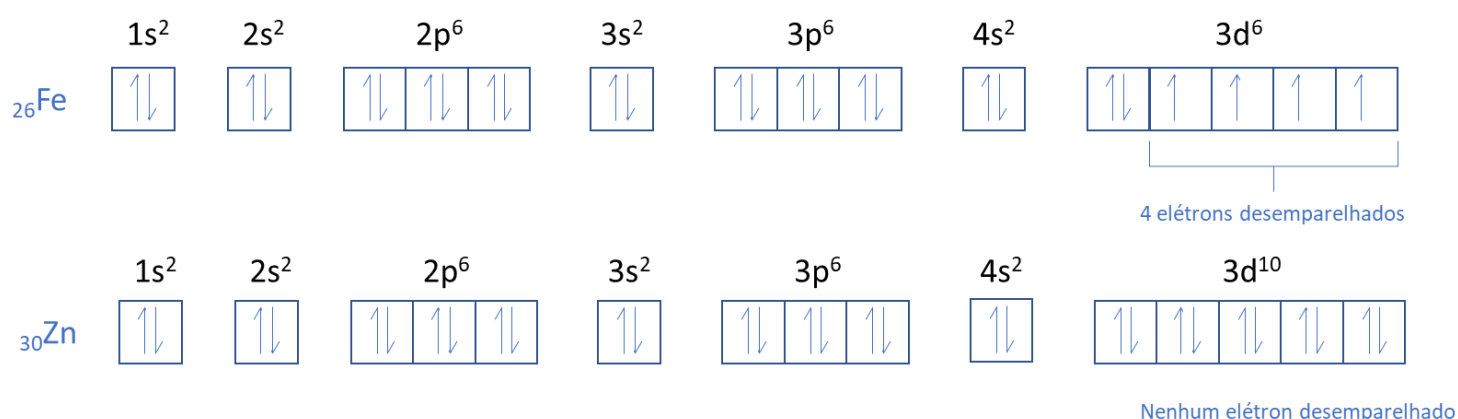 1s² 2s² 2p⁶ 3s² 3p⁶ 4s² 3d⁶
₂₆Fe
4 elétrons desemparelhados
1s² 2s² 2p⁶ 3s² 3p⁶ 4s² 3d¹⁰
₃₀Zn
Nenhum elétron desemparelhado